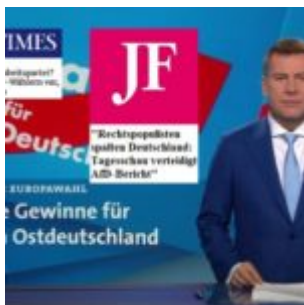 TIMES
JF
"Rechtspopulisten
spalten Deutschland:
Tagesschau verteidigt
AfD-Bericht"
für
Deutsc
EUROPAWAHL
e Gewinne für
Ostdeutschland